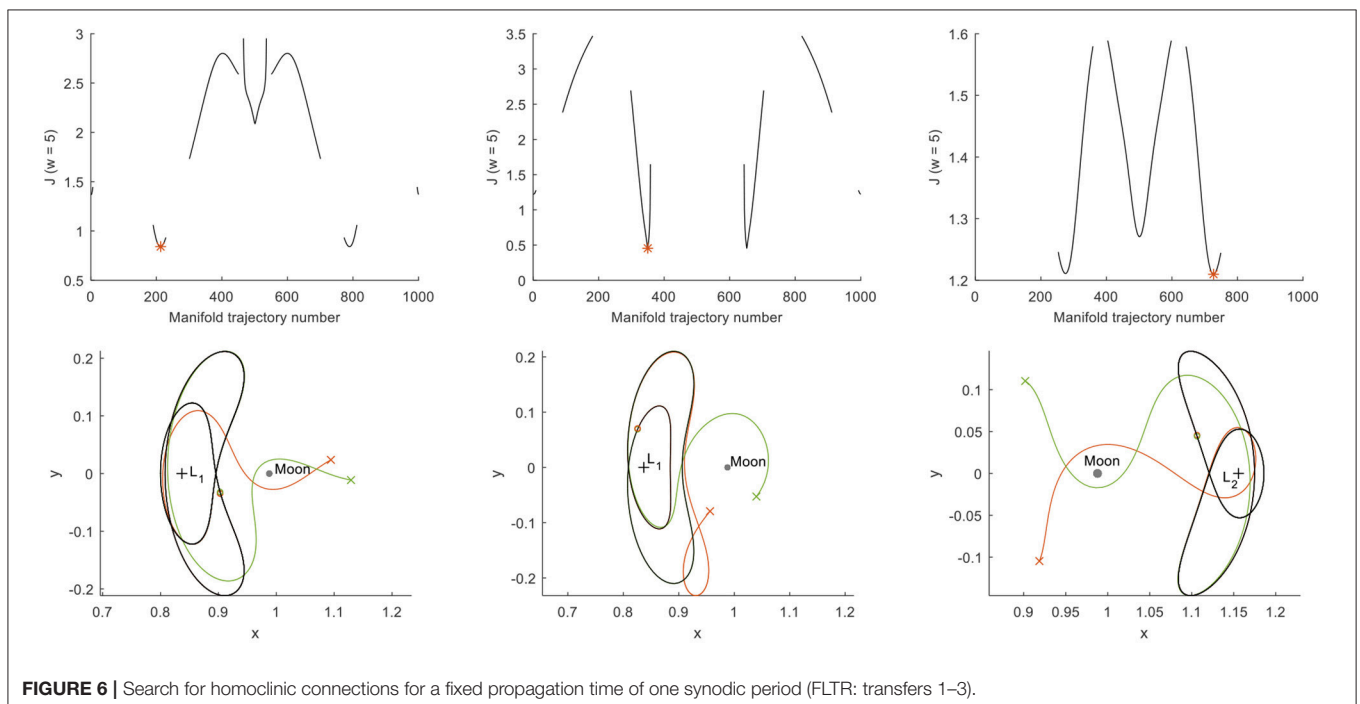 3
2.5
2
1.5
1
0.5
J (w = 5)
0 200 400 600 800 1000
Manifold trajectory number
3.5
3
2.5
2
1.5
1
0.5
0
J (w = 5)
0 200 400 600 800 1000
Manifold trajectory number
1.6
1.5
1.4
1.3
1.2
J (w = 5)
0 200 400 600 800 1000
Manifold trajectory number
0.2
0.1
0
-0.1
-0.2
y
L1
Moon
0.7 0.8 0.9 1 1.1 1.2
x
0.2
0.1
0
-0.1
-0.2
y
L1
Moon
0.7 0.8 0.9 1 1.1 1.2
x
0.1
0.05
0
-0.05
-0.1
y
Moon
L2
0.9 0.95 1 1.05 1.1 1.15 1.2
x
FIGURE 6 | Search for homoclinic connections for a fixed propagation time of one synodic period (FLTR: transfers 1–3).